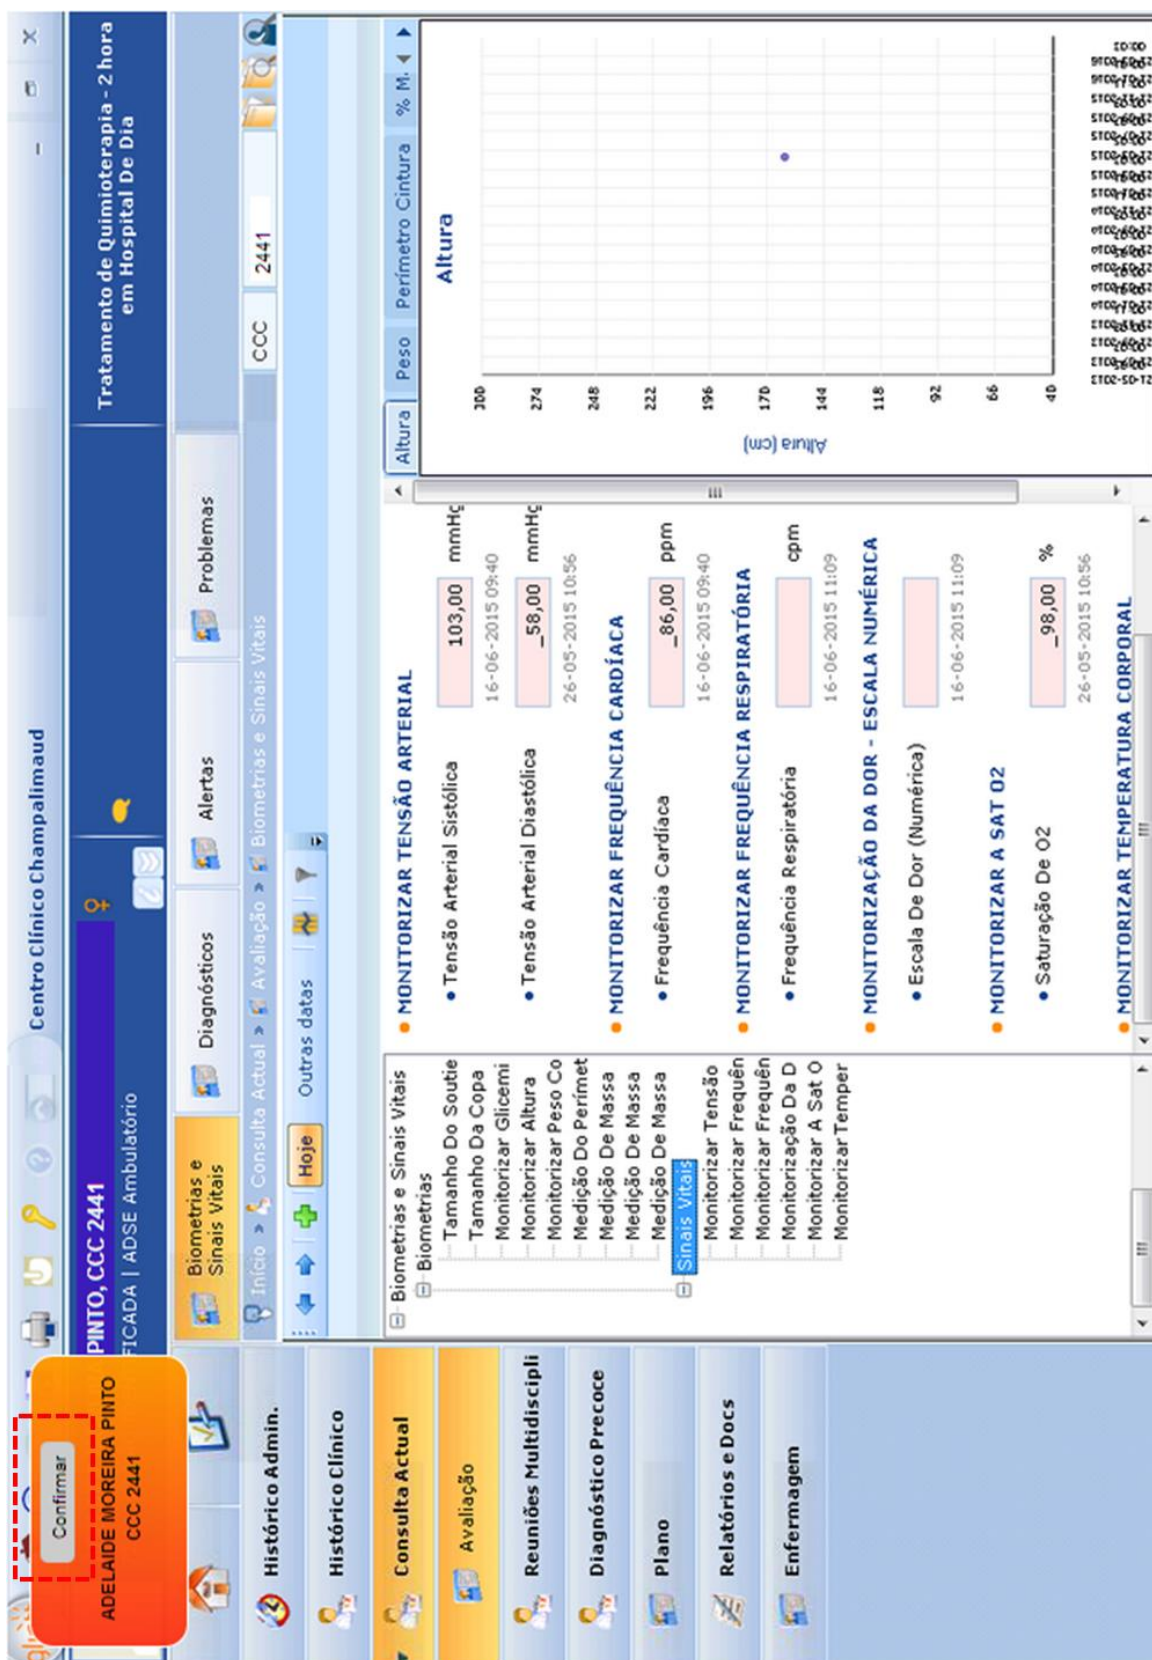 Centro Clínico Champalimaud
Confirmar
ADELAIDE MOREIRA PINTO
CCC 2441
PINTO, CCC 2441
FICADA | ADSE Ambulatório
Tratamento de Quimioterapia - 2 hora
em Hospital De Dia
Biometrias e
Sinais Vitais
Diagnósticos
Alertas
Problemas
Início » Consulta Actual » Avaliação » Biometrias e Sinais Vitais
CCC
2441
Hoje
Outras datas
Histórico Admin.
Histórico Clínico
Consulta Actual
Avaliação
Reuniões Multidiscipli
Diagnóstico Precoce
Plano
Relatórios e Docs
Enfermagem
Biometrias e Sinais Vitais
Biometrias
Tamanho Do Soutie
Tamanho Da Copa
Monitorizar Glicemi
Monitorizar Altura
Monitorizar Peso Co
Medição Do Perímet
Medição De Massa
Medição De Massa
Medição De Massa
Sinais Vitais
Monitorizar Tensão
Monitorizar Frequên
Monitorizar Frequên
Monitorização Da D
Monitorizar A Sat O
Monitorizar Temper
MONITORIZAR TENSÃO ARTERIAL
Tensão Arterial Sistólica 103,00 mmHg
16-06-2015 09:40
Tensão Arterial Diastólica _58,00 mmHg
26-05-2015 10:56
MONITORIZAR FREQUÊNCIA CARDÍACA
Frequência Cardíaca _86,00 ppm
16-06-2015 09:40
MONITORIZAR FREQUÊNCIA RESPIRATÓRIA
Frequência Respiratória cpm
16-06-2015 11:09
MONITORIZAÇÃO DA DOR - ESCALA NUMÉRICA
Escala De Dor (Numérica)
16-06-2015 11:09
MONITORIZAR A SAT O2
Saturação De O2 _98,00 %
26-05-2015 10:56
MONITORIZAR TEMPERATURA CORPORAL
Altura Peso Perímetro Cintura % M.
Altura
Altura (cm)
300
274
248
222
196
170
144
118
92
66
40
21-05-2013